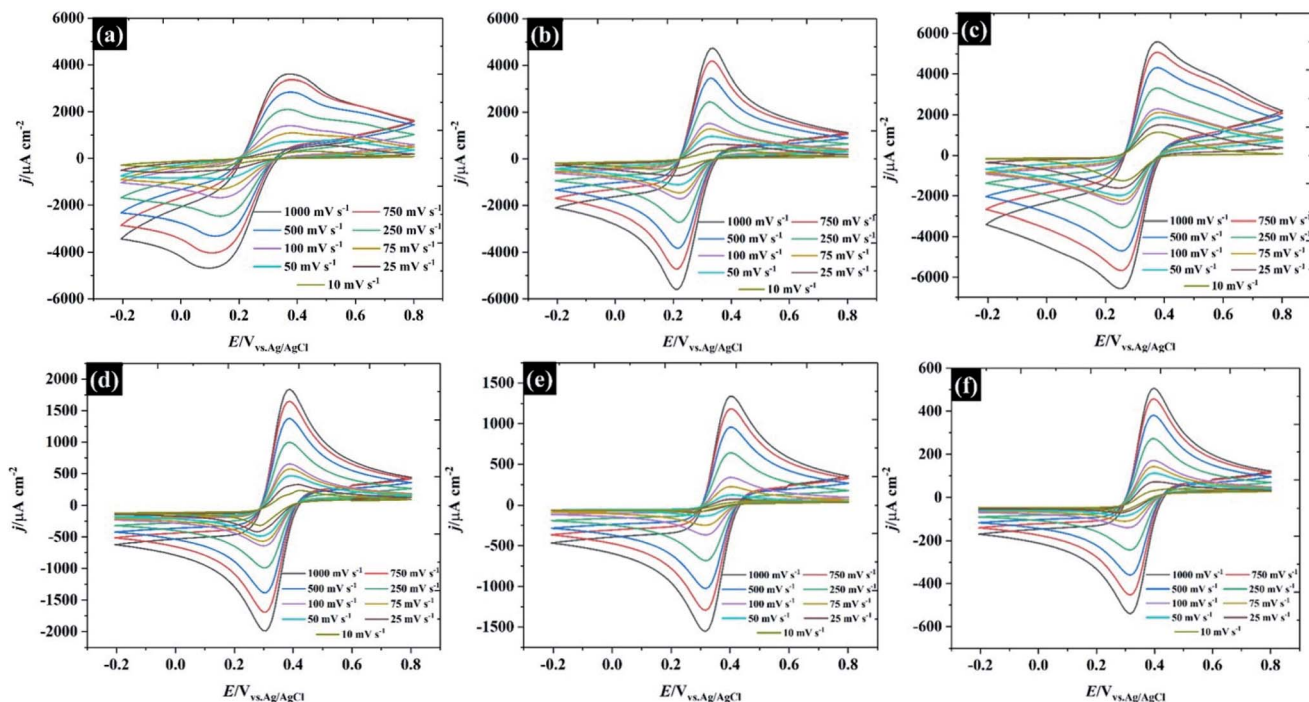 (a)
6000
4000
2000
0
-2000
-4000
-6000
j/μA cm⁻²
1000 mV s⁻¹ 750 mV s⁻¹
500 mV s⁻¹ 250 mV s⁻¹
100 mV s⁻¹ 75 mV s⁻¹
50 mV s⁻¹ 25 mV s⁻¹
10 mV s⁻¹
-0.2 0.0 0.2 0.4 0.6 0.8
E/V vs.Ag/AgCl
(b)
6000
4000
2000
0
-2000
-4000
-6000
j/μA cm⁻²
1000 mV s⁻¹ 750 mV s⁻¹
500 mV s⁻¹ 250 mV s⁻¹
100 mV s⁻¹ 75 mV s⁻¹
50 mV s⁻¹ 25 mV s⁻¹
10 mV s⁻¹
-0.2 0.0 0.2 0.4 0.6 0.8
E/V vs.Ag/AgCl
(c)
6000
4000
2000
0
-2000
-4000
-6000
j/μA cm⁻²
1000 mV s⁻¹ 750 mV s⁻¹
500 mV s⁻¹ 250 mV s⁻¹
100 mV s⁻¹ 75 mV s⁻¹
50 mV s⁻¹ 25 mV s⁻¹
10 mV s⁻¹
-0.2 0.0 0.2 0.4 0.6 0.8
E/V vs.Ag/AgCl
(d)
2000
1500
1000
500
0
-500
-1000
-1500
-2000
j/μA cm⁻²
1000 mV s⁻¹ 750 mV s⁻¹
500 mV s⁻¹ 250 mV s⁻¹
100 mV s⁻¹ 75 mV s⁻¹
50 mV s⁻¹ 25 mV s⁻¹
10 mV s⁻¹
-0.2 0.0 0.2 0.4 0.6 0.8
E/V vs.Ag/AgCl
(e)
1500
1000
500
0
-500
-1000
-1500
j/μA cm⁻²
1000 mV s⁻¹ 750 mV s⁻¹
500 mV s⁻¹ 250 mV s⁻¹
100 mV s⁻¹ 75 mV s⁻¹
50 mV s⁻¹ 25 mV s⁻¹
10 mV s⁻¹
-0.2 0.0 0.2 0.4 0.6 0.8
E/V vs.Ag/AgCl
(f)
600
400
200
0
-200
-400
-600
j/μA cm⁻²
1000 mV s⁻¹ 750 mV s⁻¹
500 mV s⁻¹ 250 mV s⁻¹
100 mV s⁻¹ 75 mV s⁻¹
50 mV s⁻¹ 25 mV s⁻¹
10 mV s⁻¹
-0.2 0.0 0.2 0.4 0.6 0.8
E/V vs.Ag/AgCl